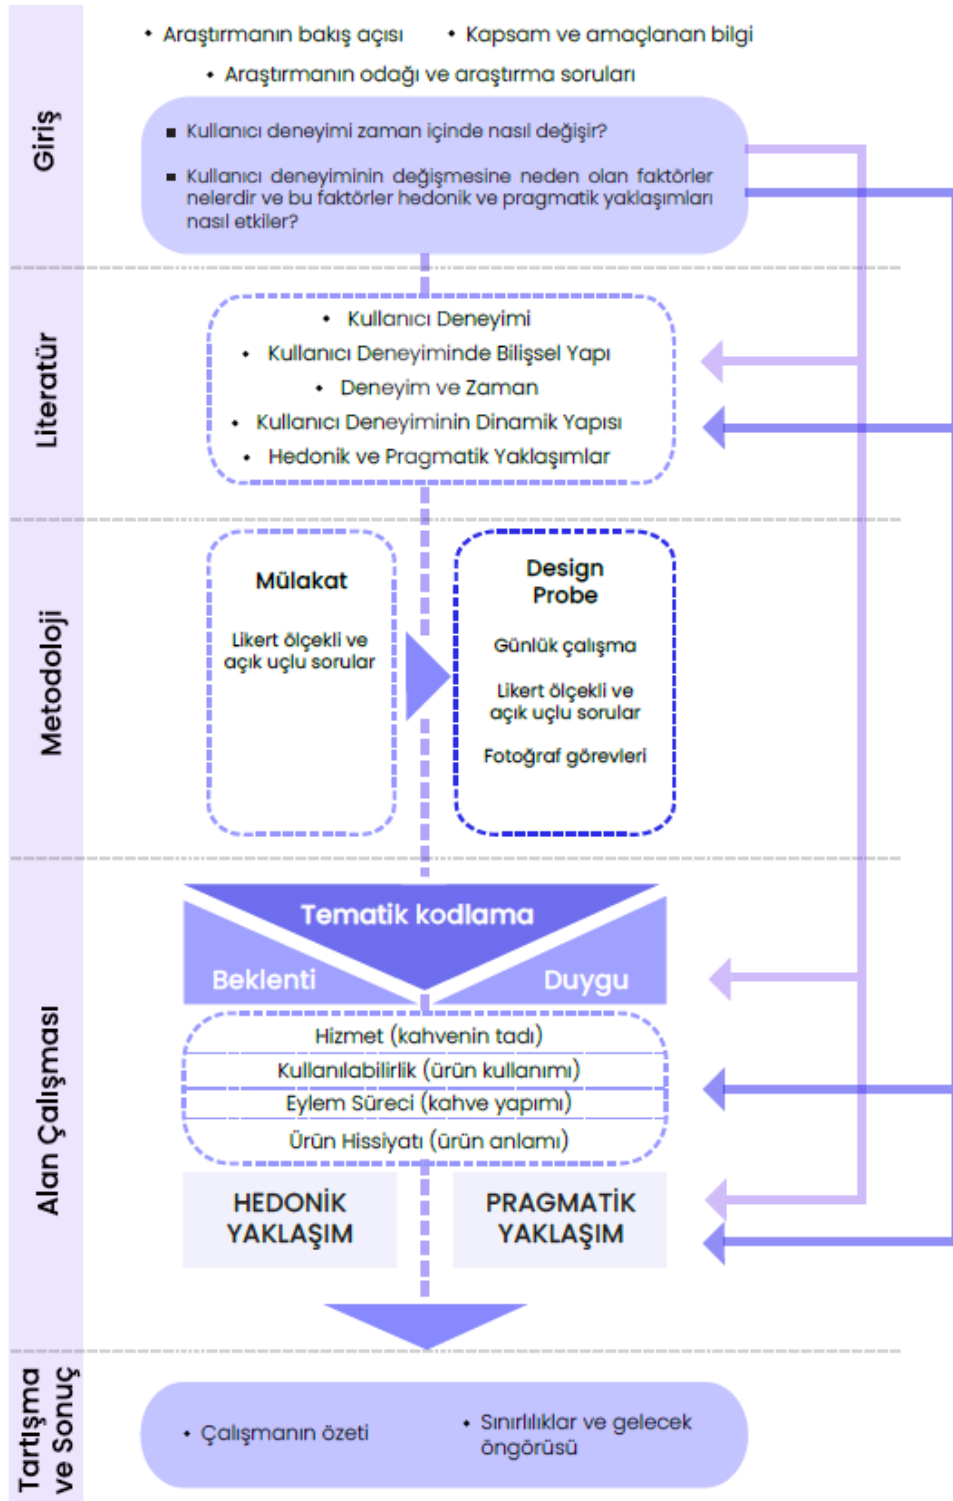 Giriş
• Araştırmanın bakış açısı
• Kapsam ve amaçlanan bilgi
• Araştırmanın odağı ve araştırma soruları
▪ Kullanıcı deneyimi zaman içinde nasıl değişir?
▪ Kullanıcı deneyiminin değişmesine neden olan faktörler
nelerdir ve bu faktörler hedonik ve pragmatik yaklaşımları
nasıl etkiler?
Literatür
• Kullanıcı Deneyimi
• Kullanıcı Deneyiminde Bilişsel Yapı
• Deneyim ve Zaman
• Kullanıcı Deneyiminin Dinamik Yapısı
• Hedonik ve Pragmatik Yaklaşımlar
Metodoloji
Mülakat
Likert ölçekli ve
açık uçlu sorular
Design
Probe
Günlük çalışma
Likert ölçekli ve
açık uçlu sorular
Fotoğraf görevleri
Alan Çalışması
Tematik kodlama
Beklenti
Duygu
Hizmet (kahvenin tadı)
Kullanılabilirlik (ürün kullanımı)
Eylem Süreci (kahve yapımı)
Ürün Hissiyatı (ürün anlamı)
HEDONİK
YAKLAŞIM
PRAGMATİK
YAKLAŞIM
Tartışma
ve Sonuç
• Çalışmanın özeti
• Sınırlılıklar ve gelecek
öngörüsü